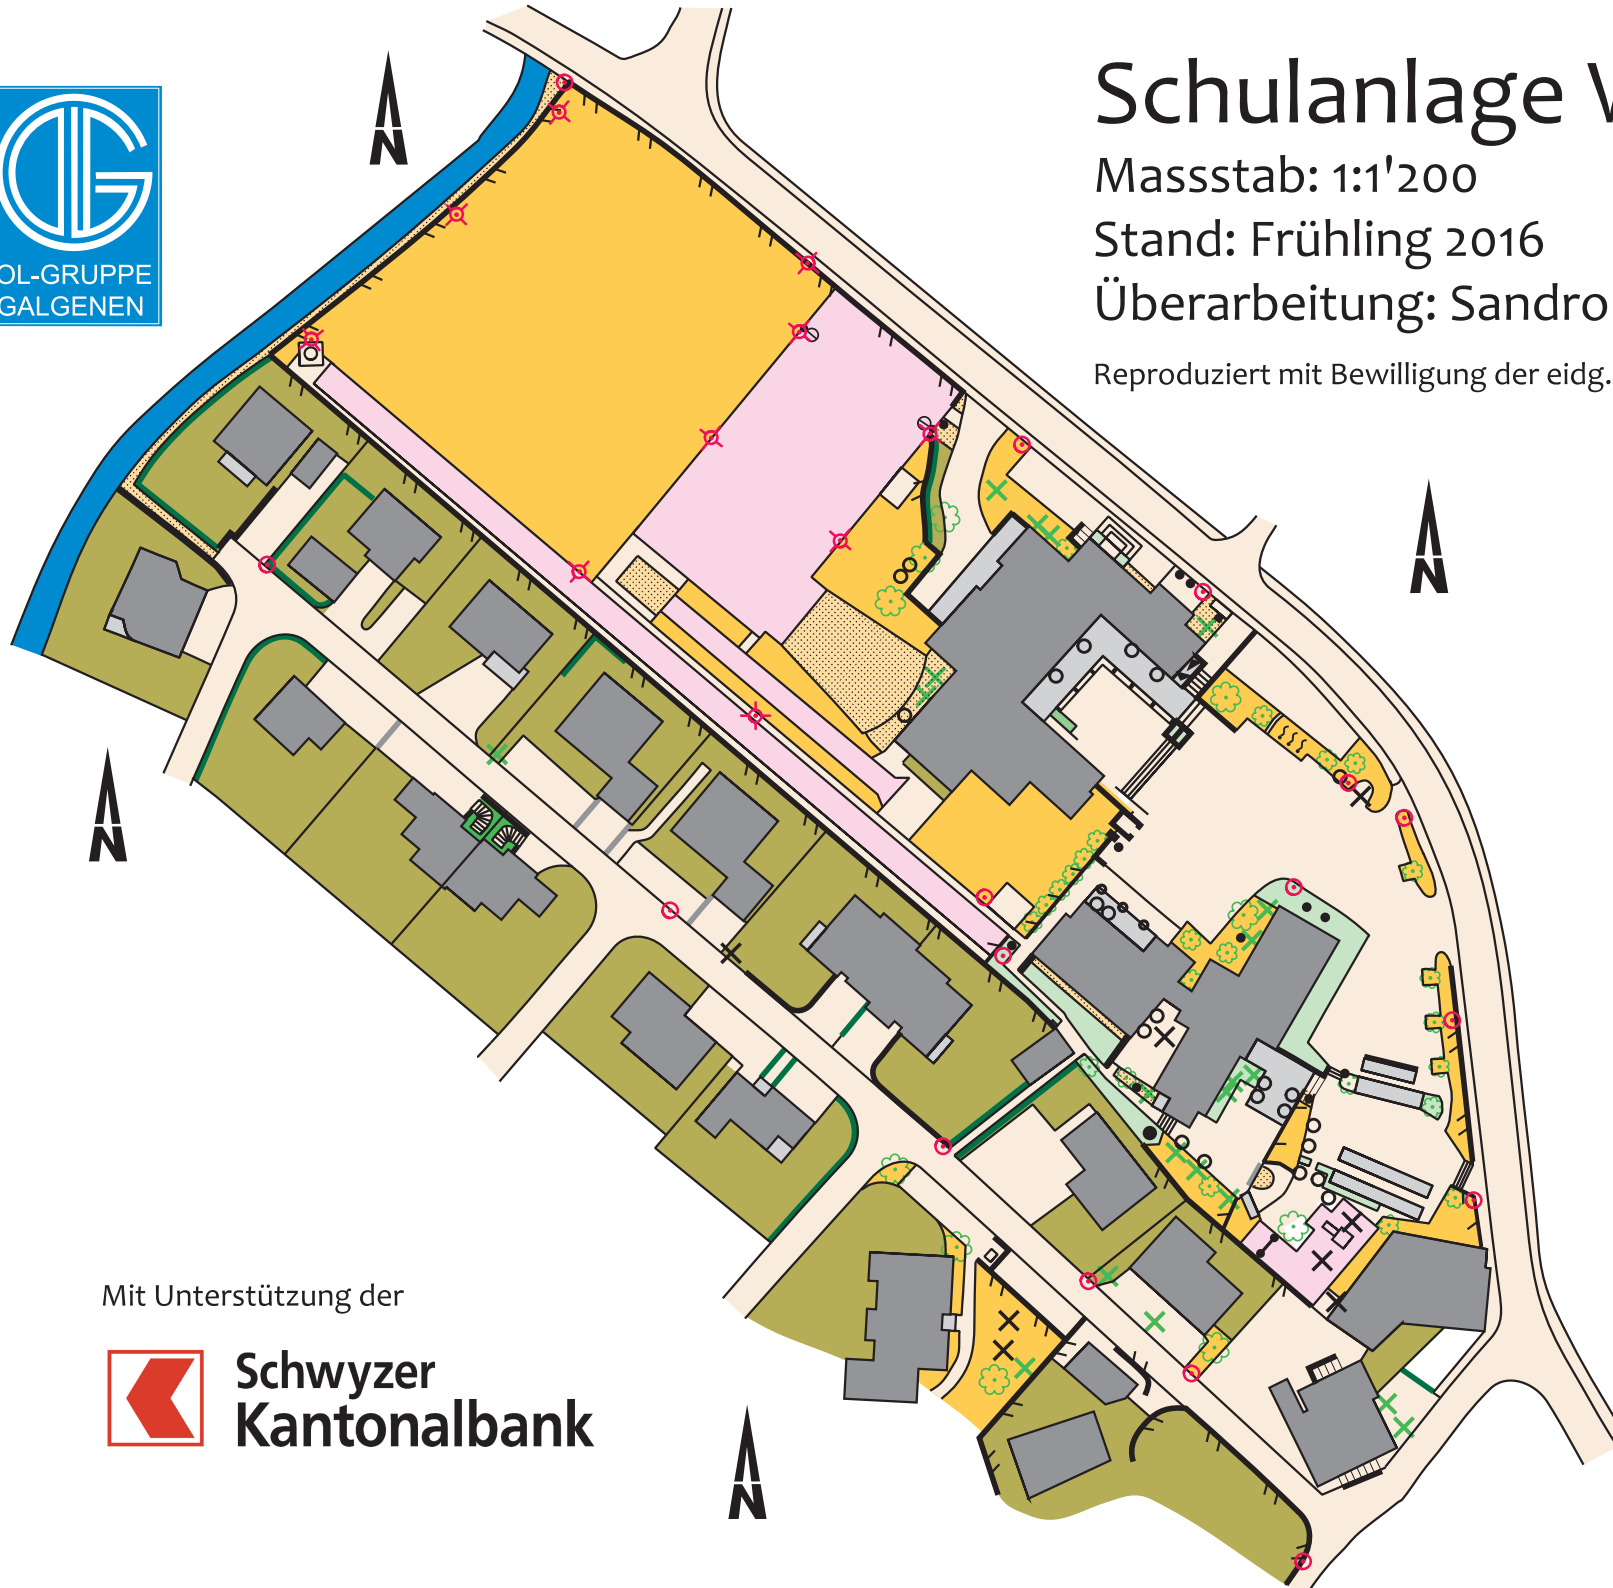 Schulanlage
Massstab: 1:1'200
Stand: Frühling 2016
Überarbeitung: Sandro
Reproduziert mit Bewilligung der eidg.
OL-GRUPPE
GALGENEN
N
N
N
N
Mit Unterstützung der
Schwyzer
Kantonalbank